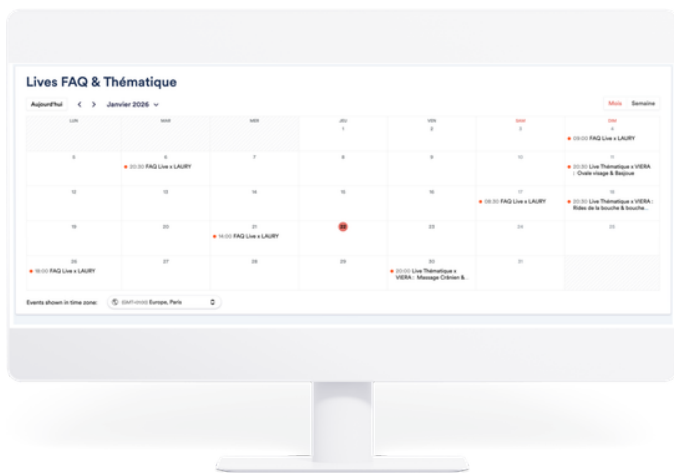 Lives FAQ & Thématique
Aujourd'hui
Janvier 2026
Mois
Semaine
LUN MAR MER JEU VEN SAM DIM
1 2 3 4
09:00 FAQ Live x LAURY
5 6 7 8 9 10 11
20:30 FAQ Live x LAURY
20:30 Live Thématique x VIERA
: Ovale visage & Bajoue
12 13 14 15 16 17 18
08:30 FAQ Live x LAURY
20:30 Live Thématique x VIERA :
Rides de la bouche & bouche...
19 20 21 22 23 24 25
14:00 FAQ Live x LAURY
26 27 28 29 30 31
18:00 FAQ Live x LAURY
20:00 Live Thématique x
VIERA : Massage Crânien &...
Events shown in time zone:
Europe, Paris